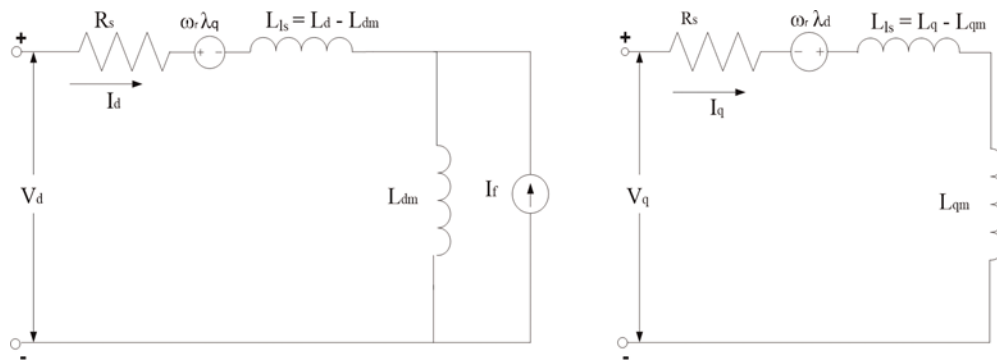 +
Rs
ωr λq
+ -
Lls = Ld - Ldm
Id
Vd
Ldm
If
-
+
Rs
ωr λd
- +
Lls = Lq - Lqm
Iq
Vq
Lqm
-